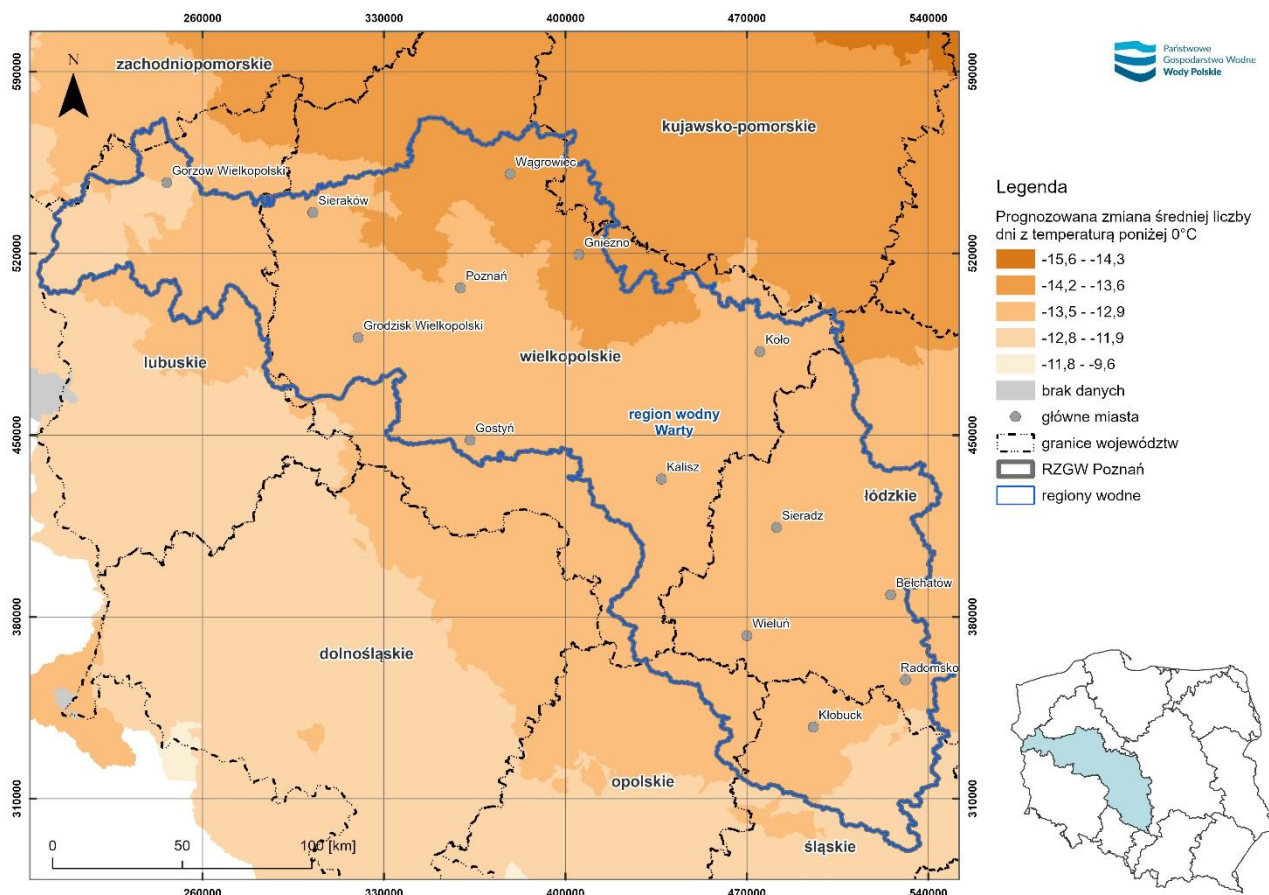 260000 330000 400000 470000 540000
590000
590000
520000
520000
450000
450000
380000
380000
310000
310000
260000 330000 400000 470000 540000
N
zachodniopomorskie
kujawsko-pomorskie
Gorzów Wielkopolski
Wągrowiec
Sieraków
Gniezno
Poznań
Grodzisk Wielkopolski
lubuskie
wielkopolskie
Koło
region wodny
Warty
Gostyń
Kalisz
łódzkie
Sieradz
Bełchatów
Wieluń
dolnośląskie
Radomsko
Kłobuck
opolskie
śląskie
0 50 100 [km]
Państwowe
Gospodarstwo Wodne
Wody Polskie
Legenda
Prognozowana zmiana średniej liczby
dni z temperaturą poniżej 0°C
-15,6 - -14,3
-14,2 - -13,6
-13,5 - -12,9
-12,8 - -11,9
-11,8 - -9,6
brak danych
główne miasta
granice województw
RZGW Poznań
regiony wodne